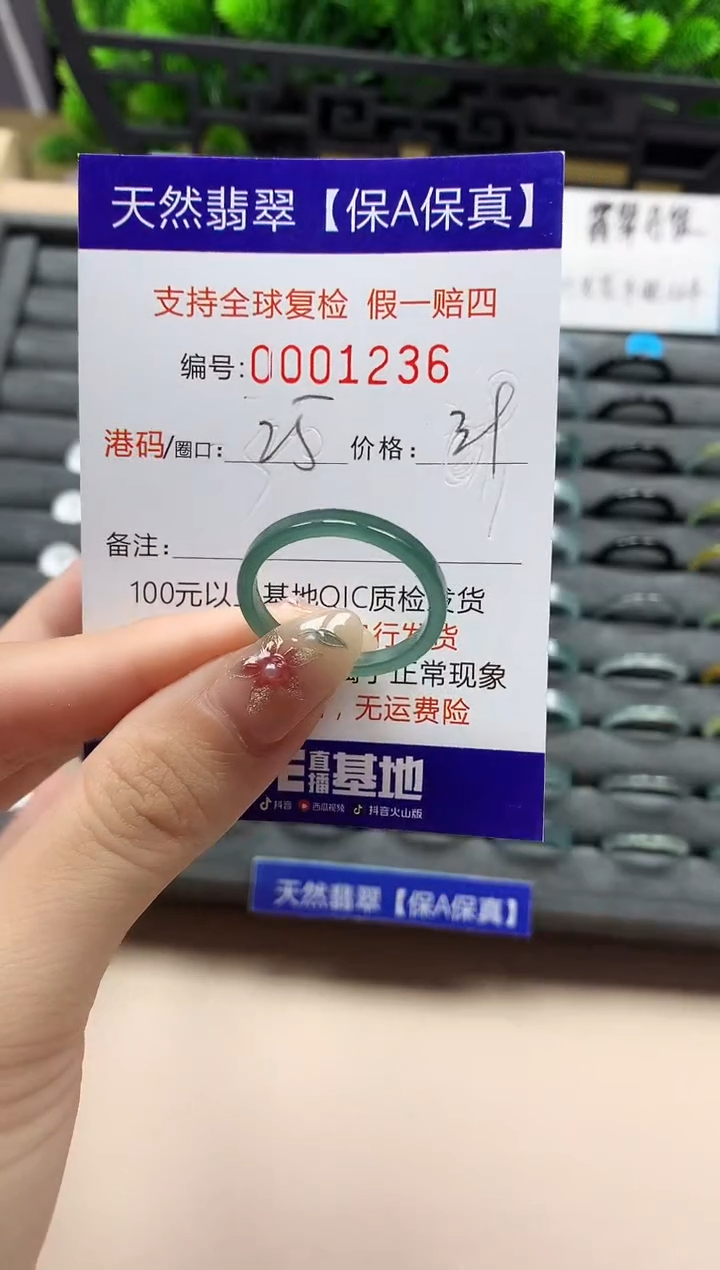 天然翡翠【保A保真】
支持全球复检 假一赔四
编号:0001236
港码/圈口: 25 价格:
备注:
100元以 基地QIC质检 发货
行发货
正常现象
，无运费险
直播基地
抖音 西瓜视频 抖音火山版
天然翡翠【保A保真】